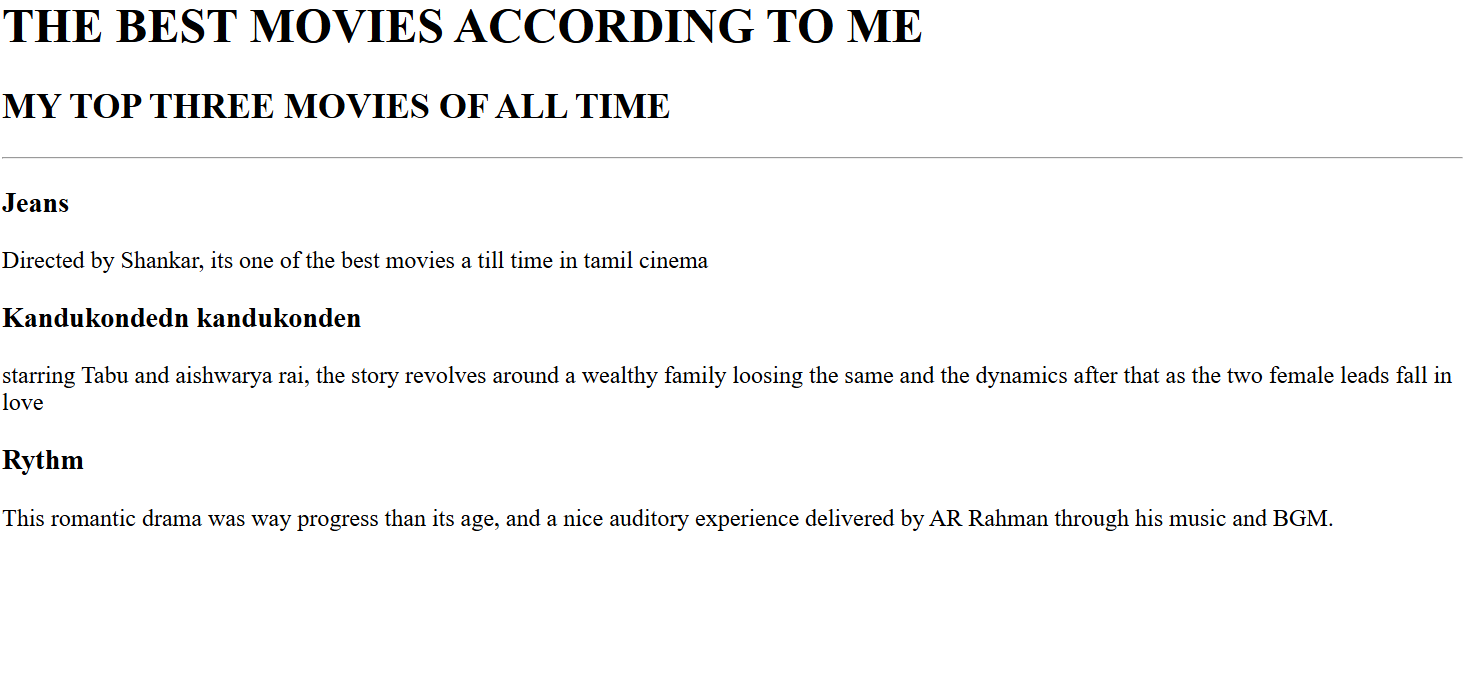 THE BEST MOVIES ACCORDING TO ME
MY TOP THREE MOVIES OF ALL TIME
Jeans
Directed by Shankar, its one of the best movies a till time in tamil cinema
Kandukondedn kandukonden
starring Tabu and aishwarya rai, the story revolves around a wealthy family loosing the same and the dynamics after that as the two female leads fall in
love
Rythm
This romantic drama was way progress than its age, and a nice auditory experience delivered by AR Rahman through his music and BGM.